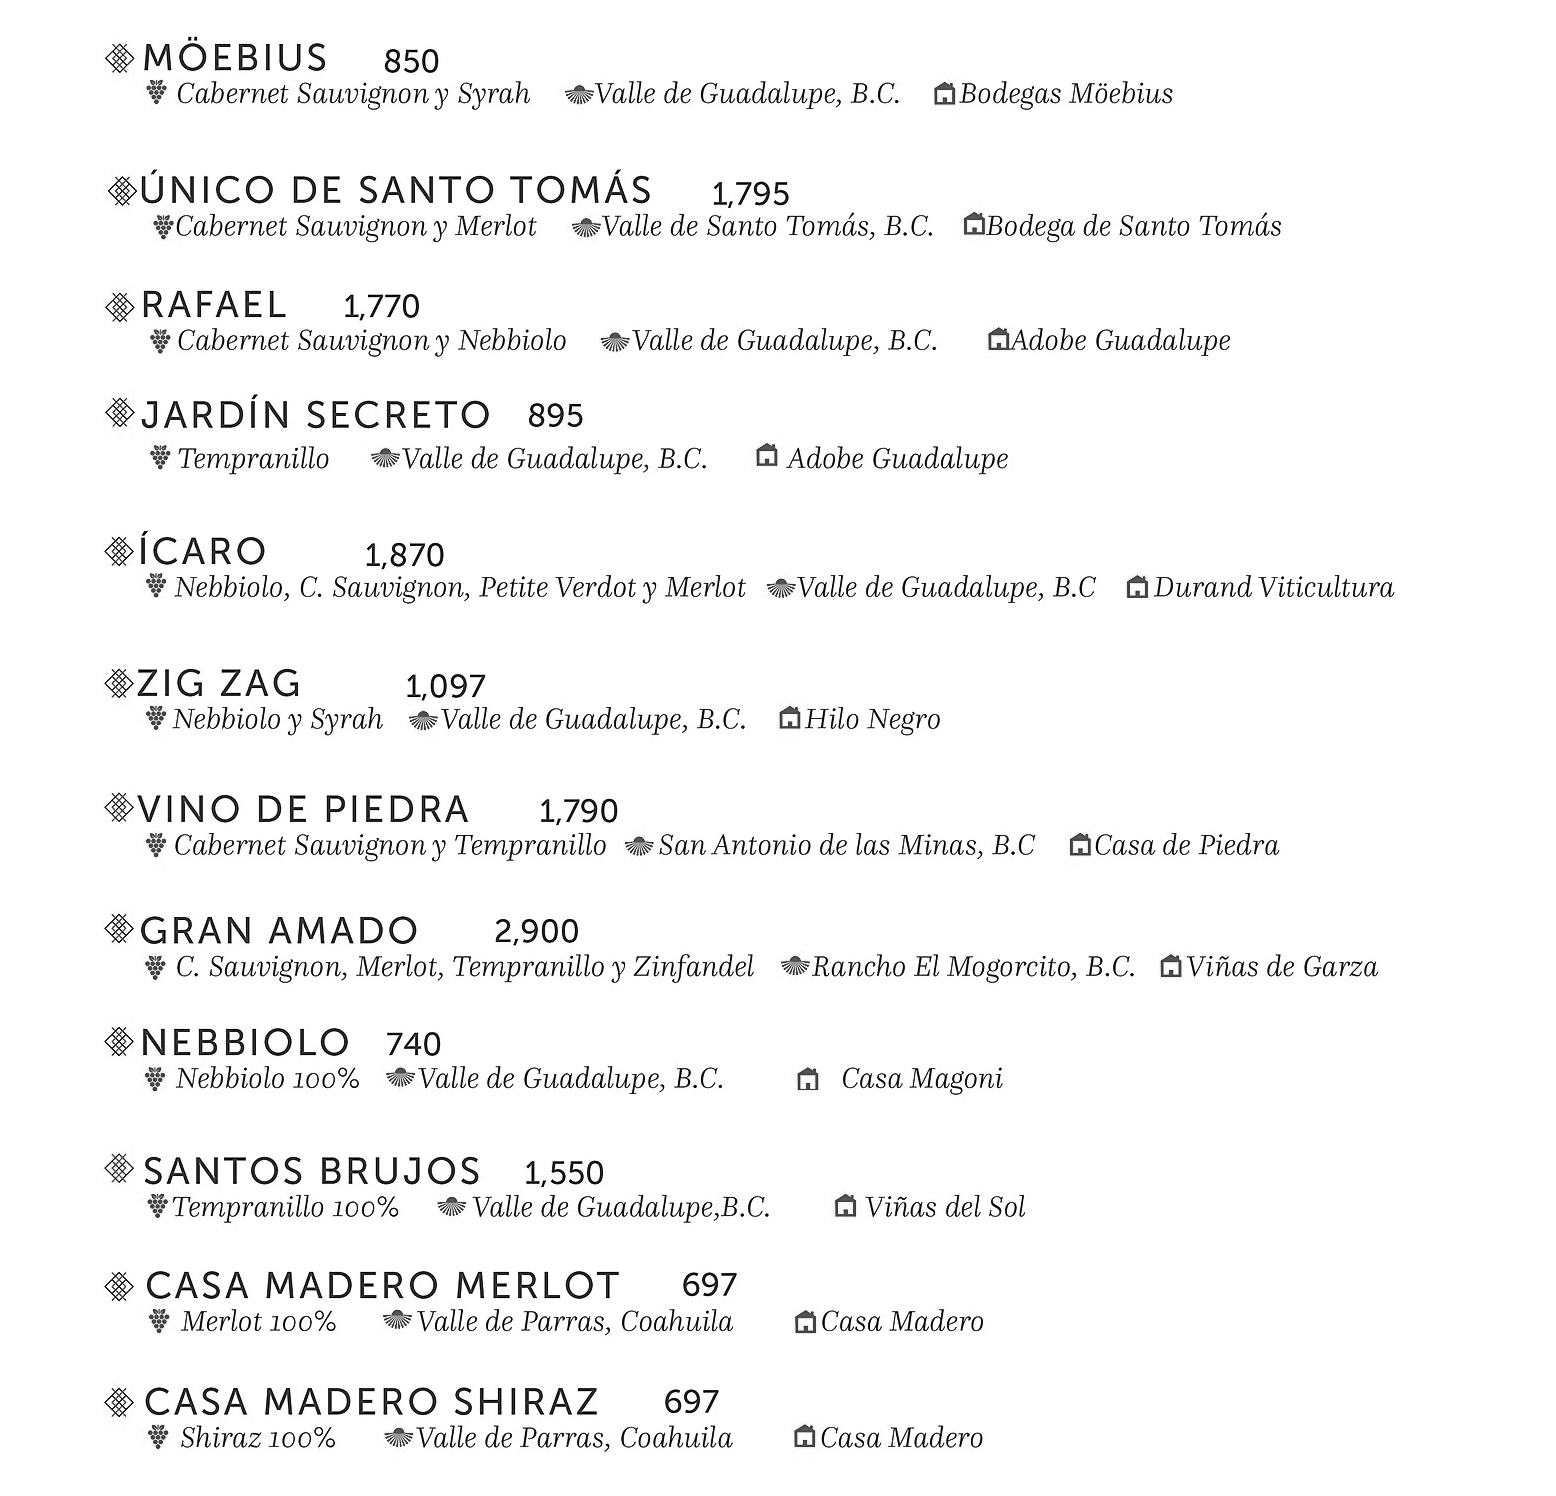 MÖEBIUS 850
Cabernet Sauvignon y Syrah Valle de Guadalupe, B.C. Bodegas Möebius
ÚNICO DE SANTO TOMÁS 1,795
Cabernet Sauvignon y Merlot Valle de Santo Tomás, B.C. Bodega de Santo Tomás
RAFAEL 1,770
Cabernet Sauvignon y Nebbiolo Valle de Guadalupe, B.C. Adobe Guadalupe
JARDÍN SECRETO 895
Tempranillo Valle de Guadalupe, B.C. Adobe Guadalupe
ÍCARO 1,870
Nebbiolo, C. Sauvignon, Petite Verdot y Merlot Valle de Guadalupe, B.C Durand Viticultura
ZIG ZAG 1,097
Nebbiolo y Syrah Valle de Guadalupe, B.C. Hilo Negro
VINO DE PIEDRA 1,790
Cabernet Sauvignon y Tempranillo San Antonio de las Minas, B.C Casa de Piedra
GRAN AMADO 2,900
C. Sauvignon, Merlot, Tempranillo y Zinfandel Rancho El Mogorcito, B.C. Viñas de Garza
NEBBIOLO 740
Nebbiolo 100% Valle de Guadalupe, B.C. Casa Magoni
SANTOS BRUJOS 1,550
Tempranillo 100% Valle de Guadalupe,B.C. Viñas del Sol
CASA MADERO MERLOT 697
Merlot 100% Valle de Parras, Coahuila Casa Madero
CASA MADERO SHIRAZ 697
Shiraz 100% Valle de Parras, Coahuila Casa Madero